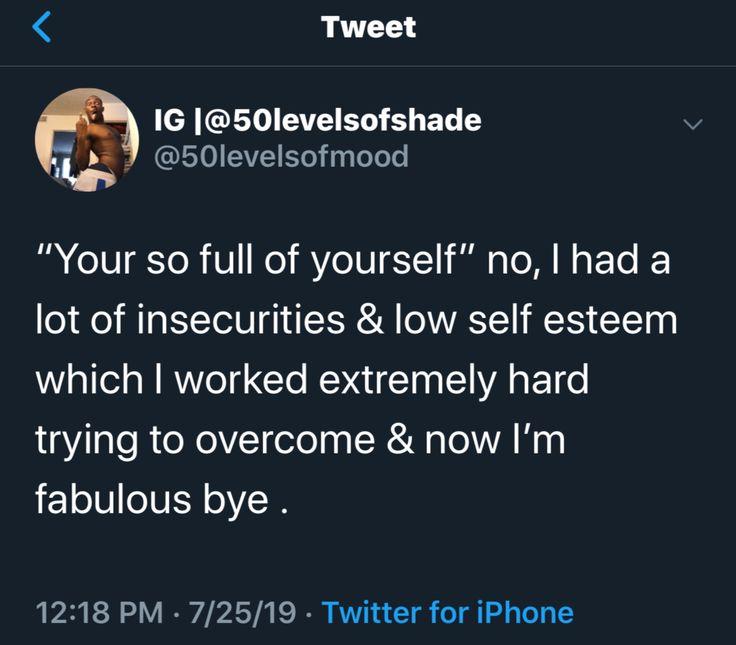 Tweet
IG |@50levelsofshade
@50levelsofmood
“Your so full of yourself” no, I had a
lot of insecurities & low self esteem
which I worked extremely hard
trying to overcome & now I’m
fabulous bye .
12:18 PM · 7/25/19 · Twitter for iPhone